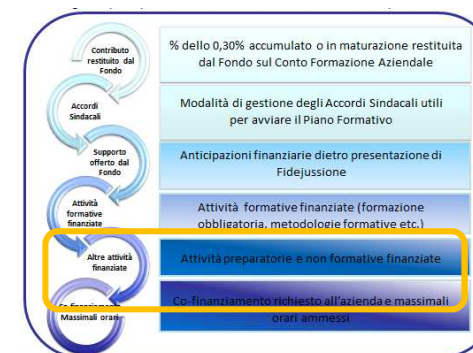 Contributo
restituito dal
Fondo
% dello 0,30% accumulato o in maturazione restituita
dal Fondo sul Conto Formazione Aziendale
Accordi
Sindacali
Modalità di gestione degli Accordi Sindacali utili
per avviare il Piano Formativo
Supporto
offerto dal
Fondo
Anticipazioni finanziarie dietro presentazione di
Fidejussione
Attività
formative
finanziate
Attività formative finanziate (formazione
obbligatoria, metodologie formative etc.)
Altre attività
finanziate
Attività preparatorie e non formative finanziate
Massimali orari
Co-finanziamento richiesto all'azienda e massimali
orari ammessi